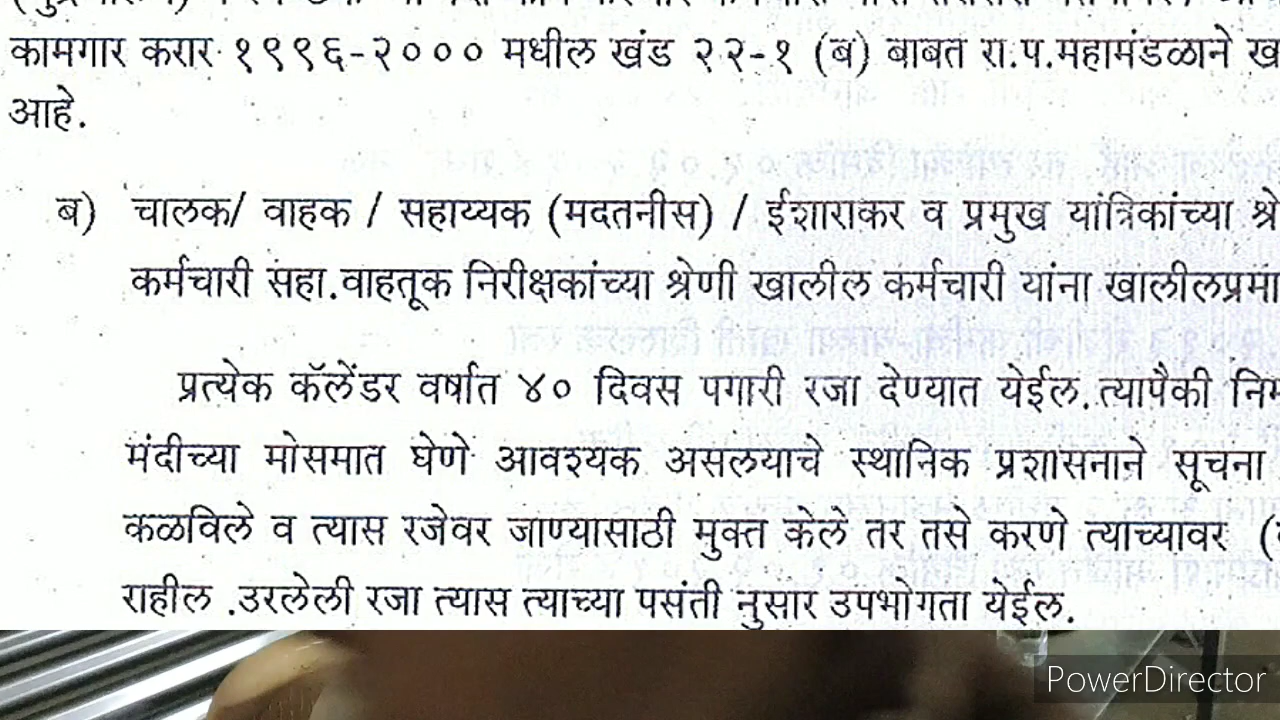 कामगार करार १९९६-२००० मधील खंड २२-१ (ब) बाबत रा.प.महामंडळाने
आहे.
ब) चालक/ वाहक / सहाय्यक (मदतनीस) / ईशाराकर व प्रमुख यांत्रिकांच्या
कर्मचारी सहा.वाहतूक निरीक्षकांच्या श्रेणी खालील कर्मचारी यांना खालीलप्रमा
प्रत्येक कॅलेंडर वर्षात ४० दिवस पगारी रजा देण्यात येईल.त्यापैकी
मंदीच्या मोसमात घेणे आवश्यक असलयाचे स्थानिक प्रशासनाने सूचना
कळविले व त्यास रजेवर जाण्यासाठी मुक्त केले तर तसे करणे त्याच्यावर
राहील .उरलेली रजा त्यास त्याच्या पसंती नुसार उपभोगता येईल.
PowerDirector